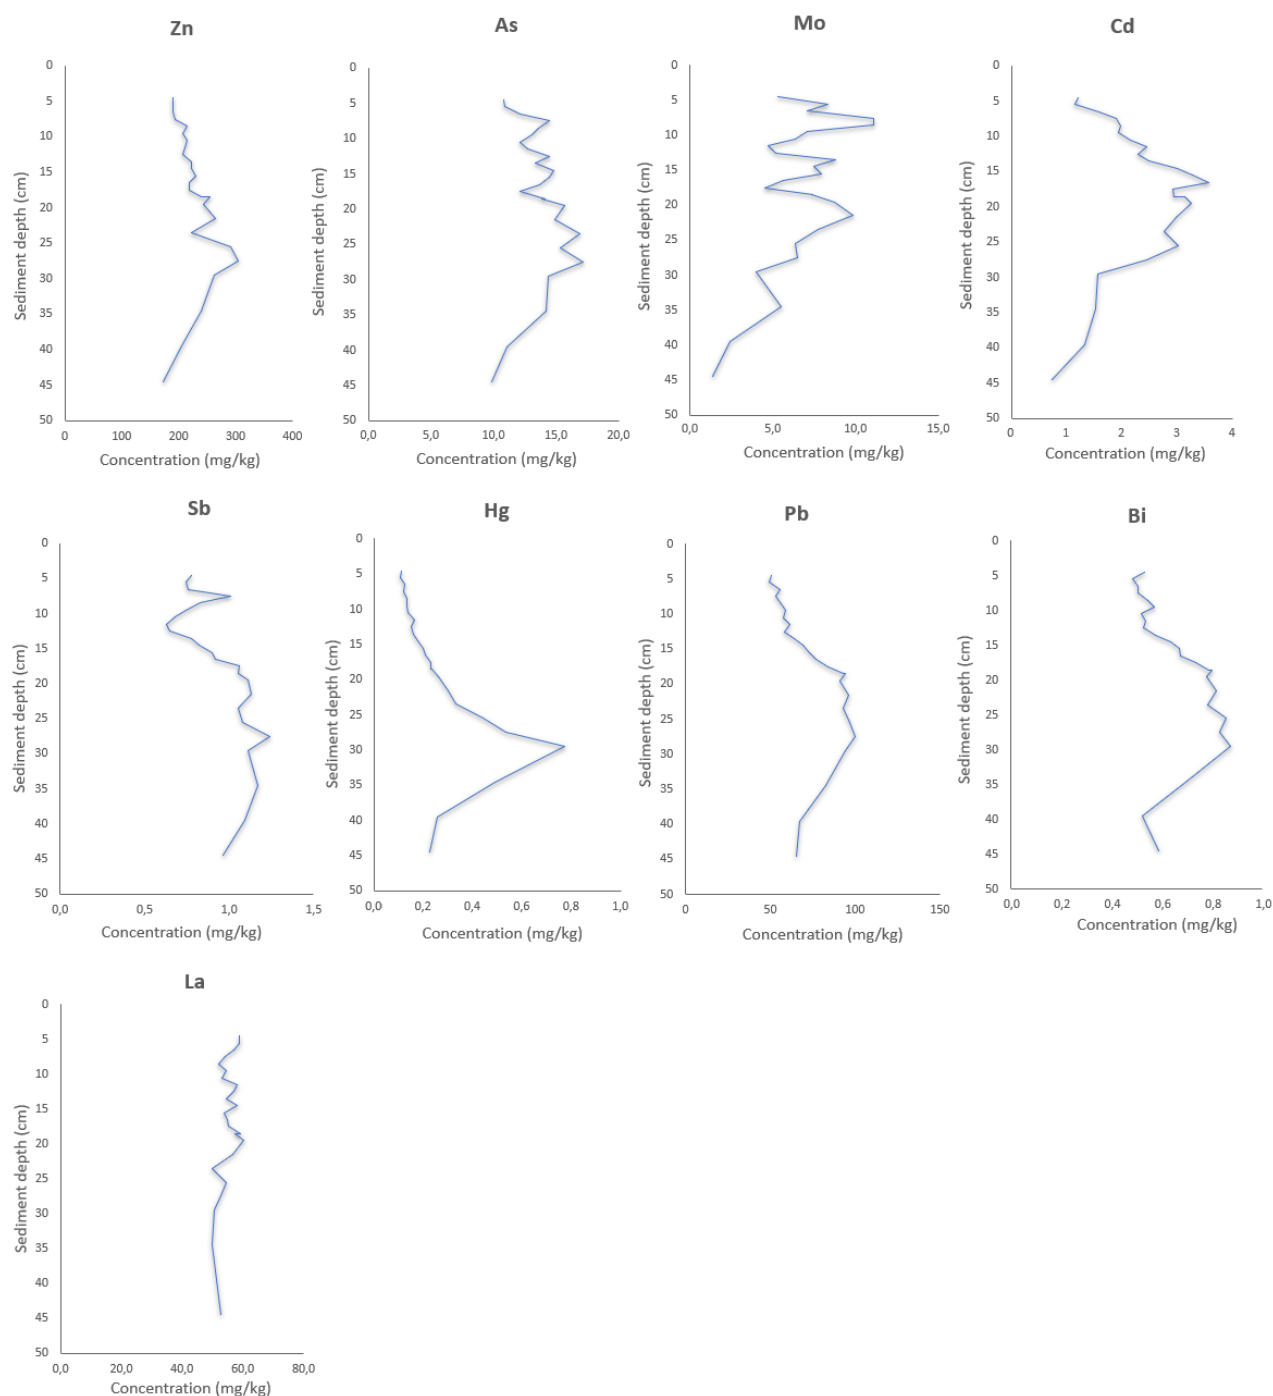 Zn
0
5
10
15
20
25
30
35
40
45
50
Sediment depth (cm)
0 100 200 300 400
Concentration (mg/kg)
As
0
5
10
15
20
25
30
35
40
45
50
Sediment depth (cm)
0,0 5,0 10,0 15,0 20,0
Concentration (mg/kg)
Mo
0
5
10
15
20
25
30
35
40
45
50
Sediment depth (cm)
0,0 5,0 10,0 15,0
Concentration (mg/kg)
Cd
0
5
10
15
20
25
30
35
40
45
50
Sediment depth (cm)
0 1 2 3 4
Concentration (mg/kg)
Sb
0
5
10
15
20
25
30
35
40
45
50
Sediment depth (cm)
0,0 0,5 1,0 1,5
Concentration (mg/kg)
Hg
0
5
10
15
20
25
30
35
40
45
50
Sediment depth (cm)
0,0 0,2 0,4 0,6 0,8 1,0
Concentration (mg/kg)
Pb
0
5
10
15
20
25
30
35
40
45
50
Sediment depth (cm)
0 50 100 150
Concentration (mg/kg)
Bi
0
5
10
15
20
25
30
35
40
45
50
Sediment depth (cm)
0,0 0,2 0,4 0,6 0,8 1,0
Concentration (mg/kg)
La
0
5
10
15
20
25
30
35
40
45
50
Sediment depth (cm)
0,0 20,0 40,0 60,0 80,0
Concentration (mg/kg)